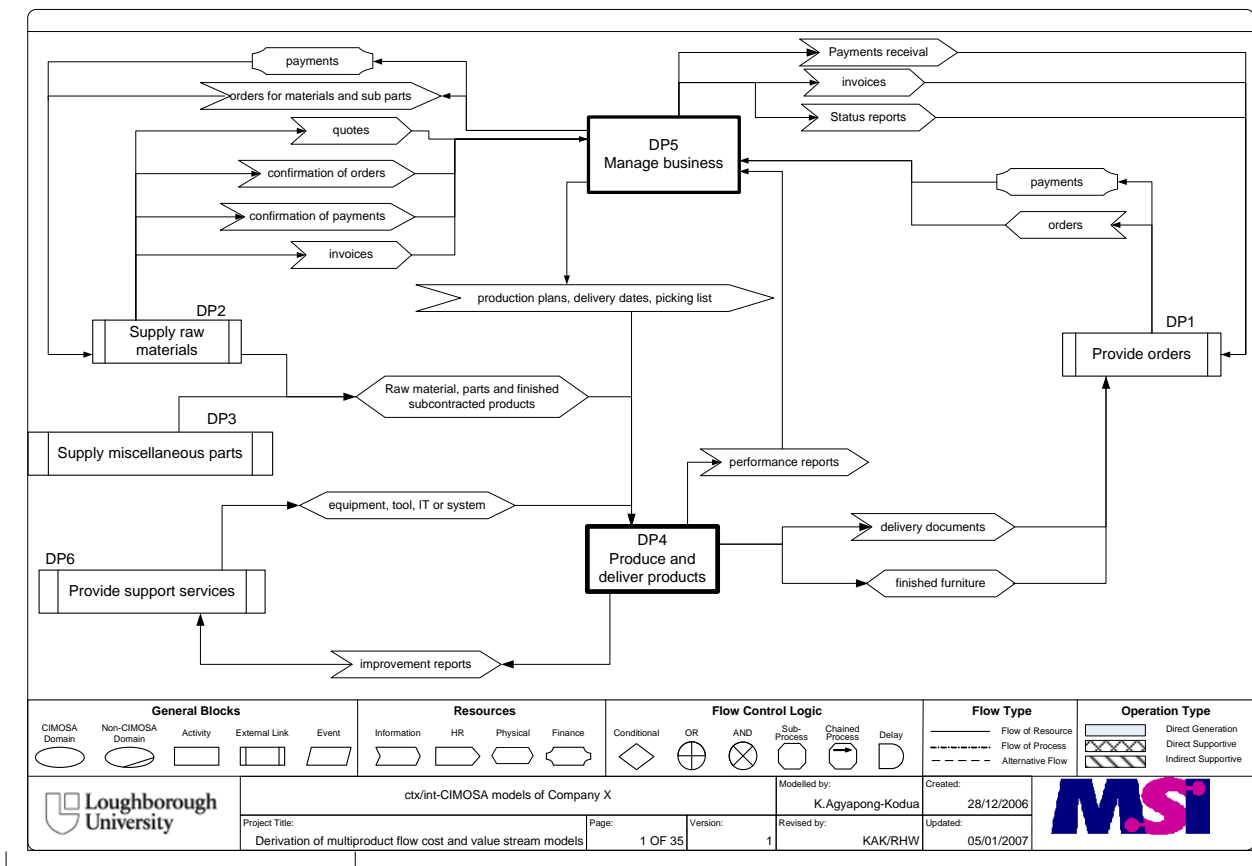 payments
orders for materials and sub parts
quotes
confirmation of orders
confirmation of payments
invoices
DP5
Manage business
Payments receival
invoices
Status reports
payments
orders
production plans, delivery dates, picking list
DP2
Supply raw
materials
DP1
Provide orders
Raw material, parts and finished
subcontracted products
DP3
Supply miscellaneous parts
performance reports
equipment, tool, IT or system
DP4
Produce and
deliver products
delivery documents
finished furniture
DP6
Provide support services
improvement reports
General Blocks
CIMOSA
Domain
Non-CIMOSA
Domain
Activity
External Link
Event
Resources
Information
HR
Physical
Finance
Flow Control Logic
Conditional
OR
AND
Sub-
Process
Chained
Process
Delay
Flow Type
Flow of Resource
Flow of Process
Alternative Flow
Operation Type
Direct Generation
Direct Supportive
Indirect Supportive
Loughborough
University
ctx/int-CIMOSA models of Company X
Modelled by:
K.Agyapong-Kodua
Created:
28/12/2006
Project Title:
Derivation of multiproduct flow cost and value stream models
Page:
1 OF 35
Version:
1
Revised by:
KAK/RHW
Updated:
05/01/2007
MSi